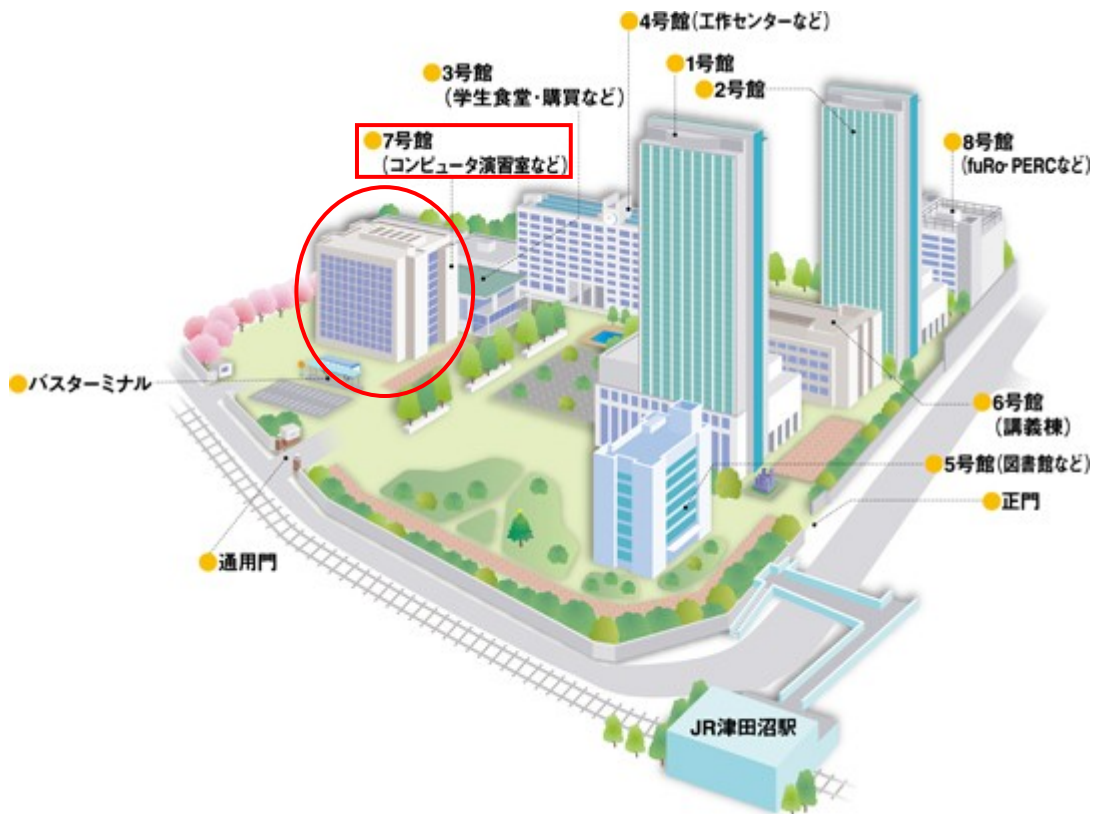 ●4号館(工作センターなど)
●1号館
●3号館
(学生食堂・購買など)
●2号館
●7号館
(コンピュータ演習室など)
●8号館
(fuRo・PERCなど)
●バスターミナル
●6号館
(講義棟)
●5号館(図書館など)
●正門
●通用門
JR津田沼駅